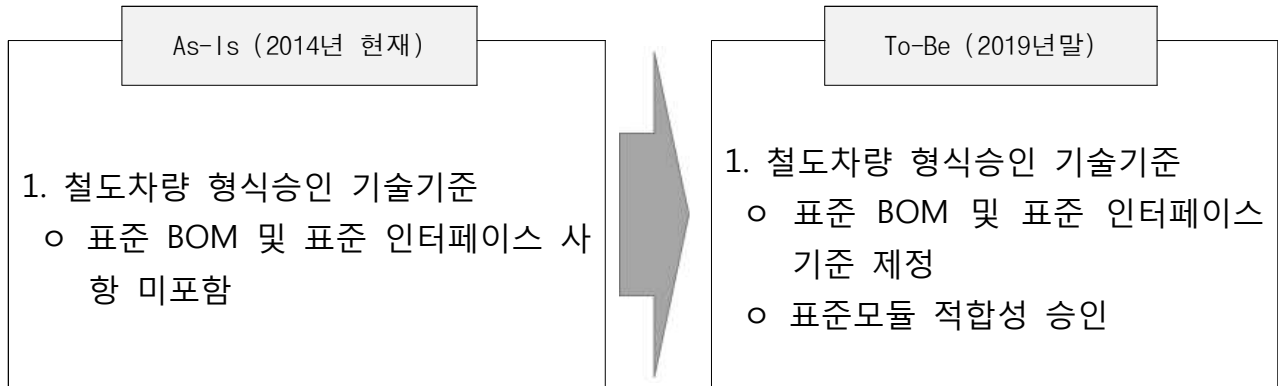 As-Is (2014년 현재)
1. 철도차량 형식승인 기술기준
ㅇ 표준 BOM 및 표준 인터페이스 사
항 미포함
To-Be (2019년말)
1. 철도차량 형식승인 기술기준
ㅇ 표준 BOM 및 표준 인터페이스
기준 제정
ㅇ 표준모듈 적합성 승인